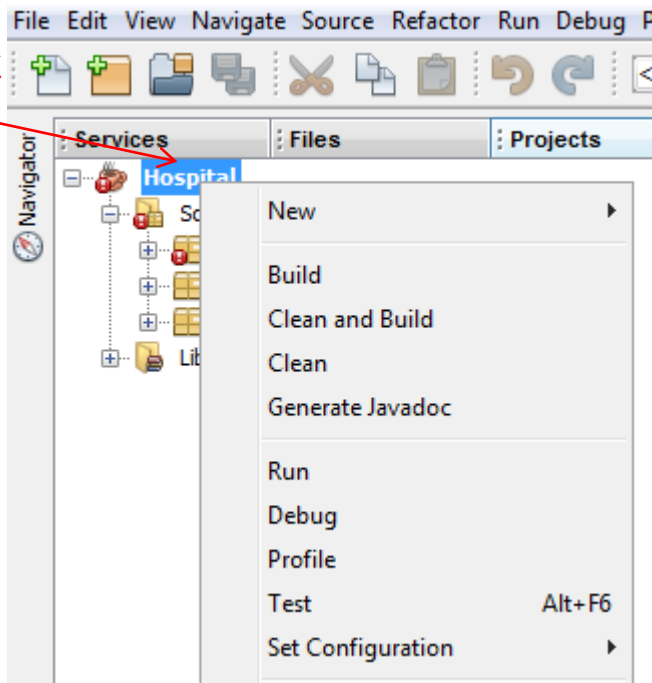 File Edit View Navigate Source Refactor Run Debug
Services Files Projects
Navigator
Hospital
New
Build
Clean and Build
Clean
Generate Javadoc
Run
Debug
Profile
Test Alt+F6
Set Configuration